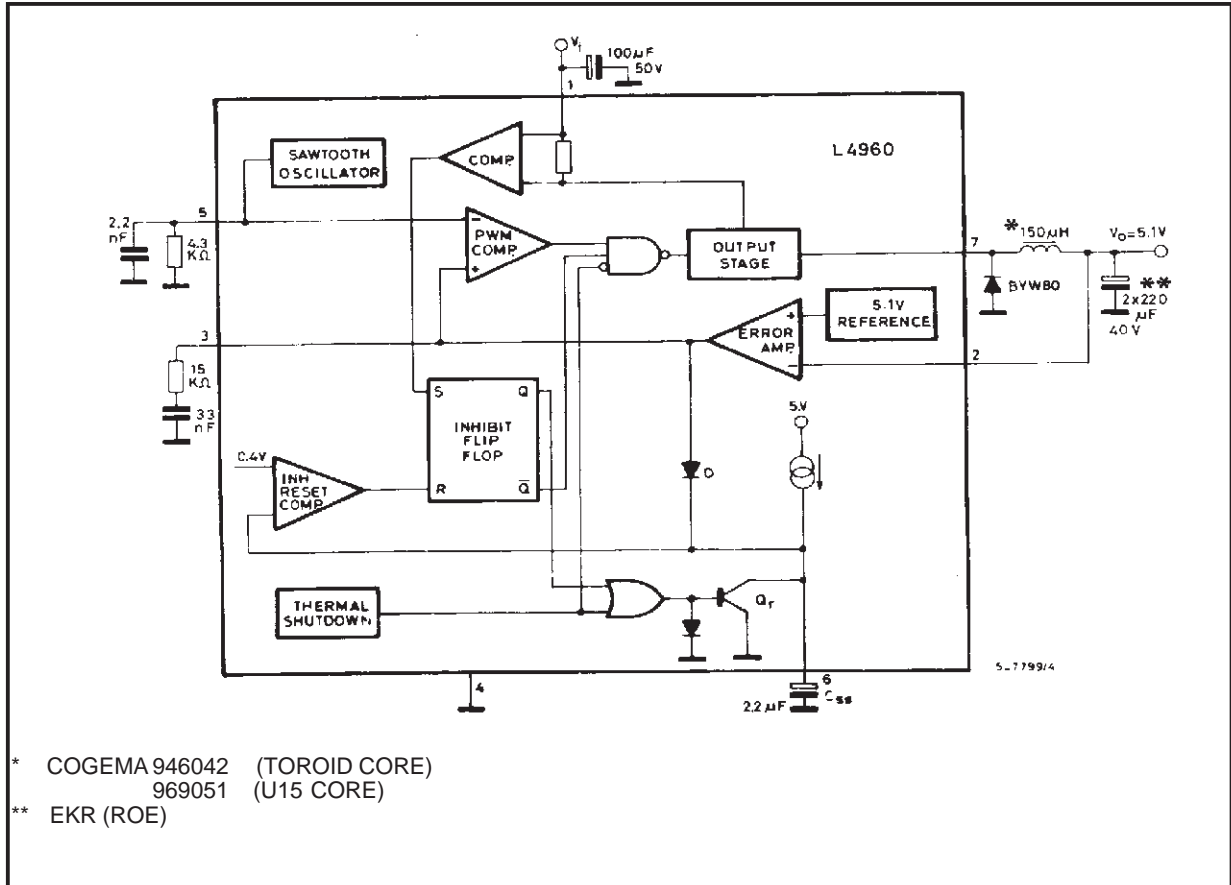 Vi
100µF
50V
1
L4960
SAWTOOTH
OSCILLATOR
COMP.
5
2.2
nF
4.3
KΩ
-
PWM
COMP.
+
OUTPUT
STAGE
7
*
150µH
Vo=5.1V
BYW80
**
2x220
µF
40V
5.1V
REFERENCE
+
ERROR
AMP.
-
2
3
15
KΩ
33
nF
S
Q
INHIBIT
FLIP
FLOP
R
Q̅
0.4V
INH
RESET
COMP.
D
5V
THERMAL
SHUTDOWN
Qr
S-7799/4
4
6
2.2µF
Css
* COGEMA 946042 (TOROID CORE)
969051 (U15 CORE)
** EKR (ROE)